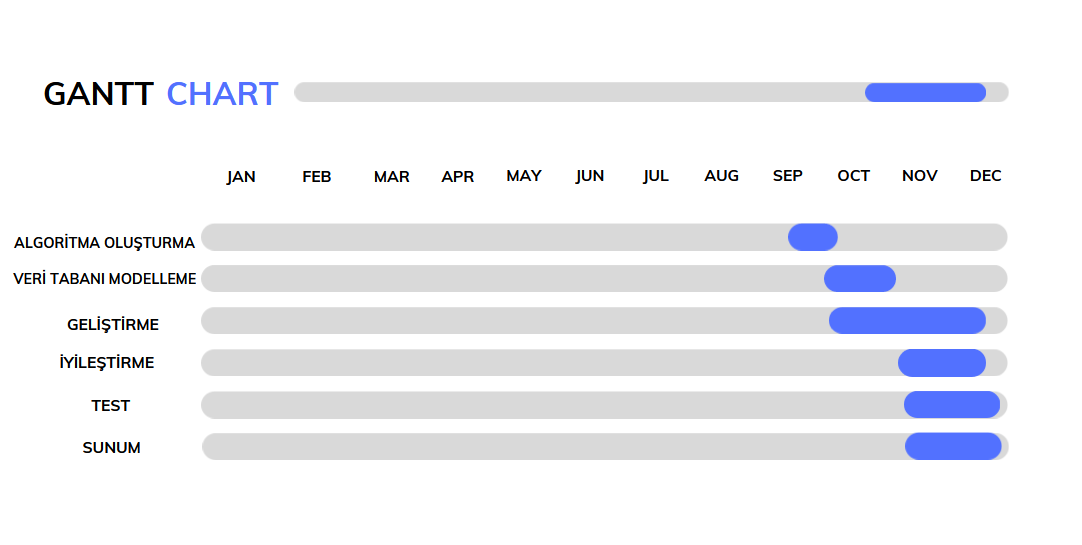 GANTT CHART
JAN FEB MAR APR MAY JUN JUL AUG SEP OCT NOV DEC
ALGORİTMA OLUŞTURMA
VERİ TABANI MODELLEME
GELİŞTİRME
İYİLEŞTİRME
TEST
SUNUM